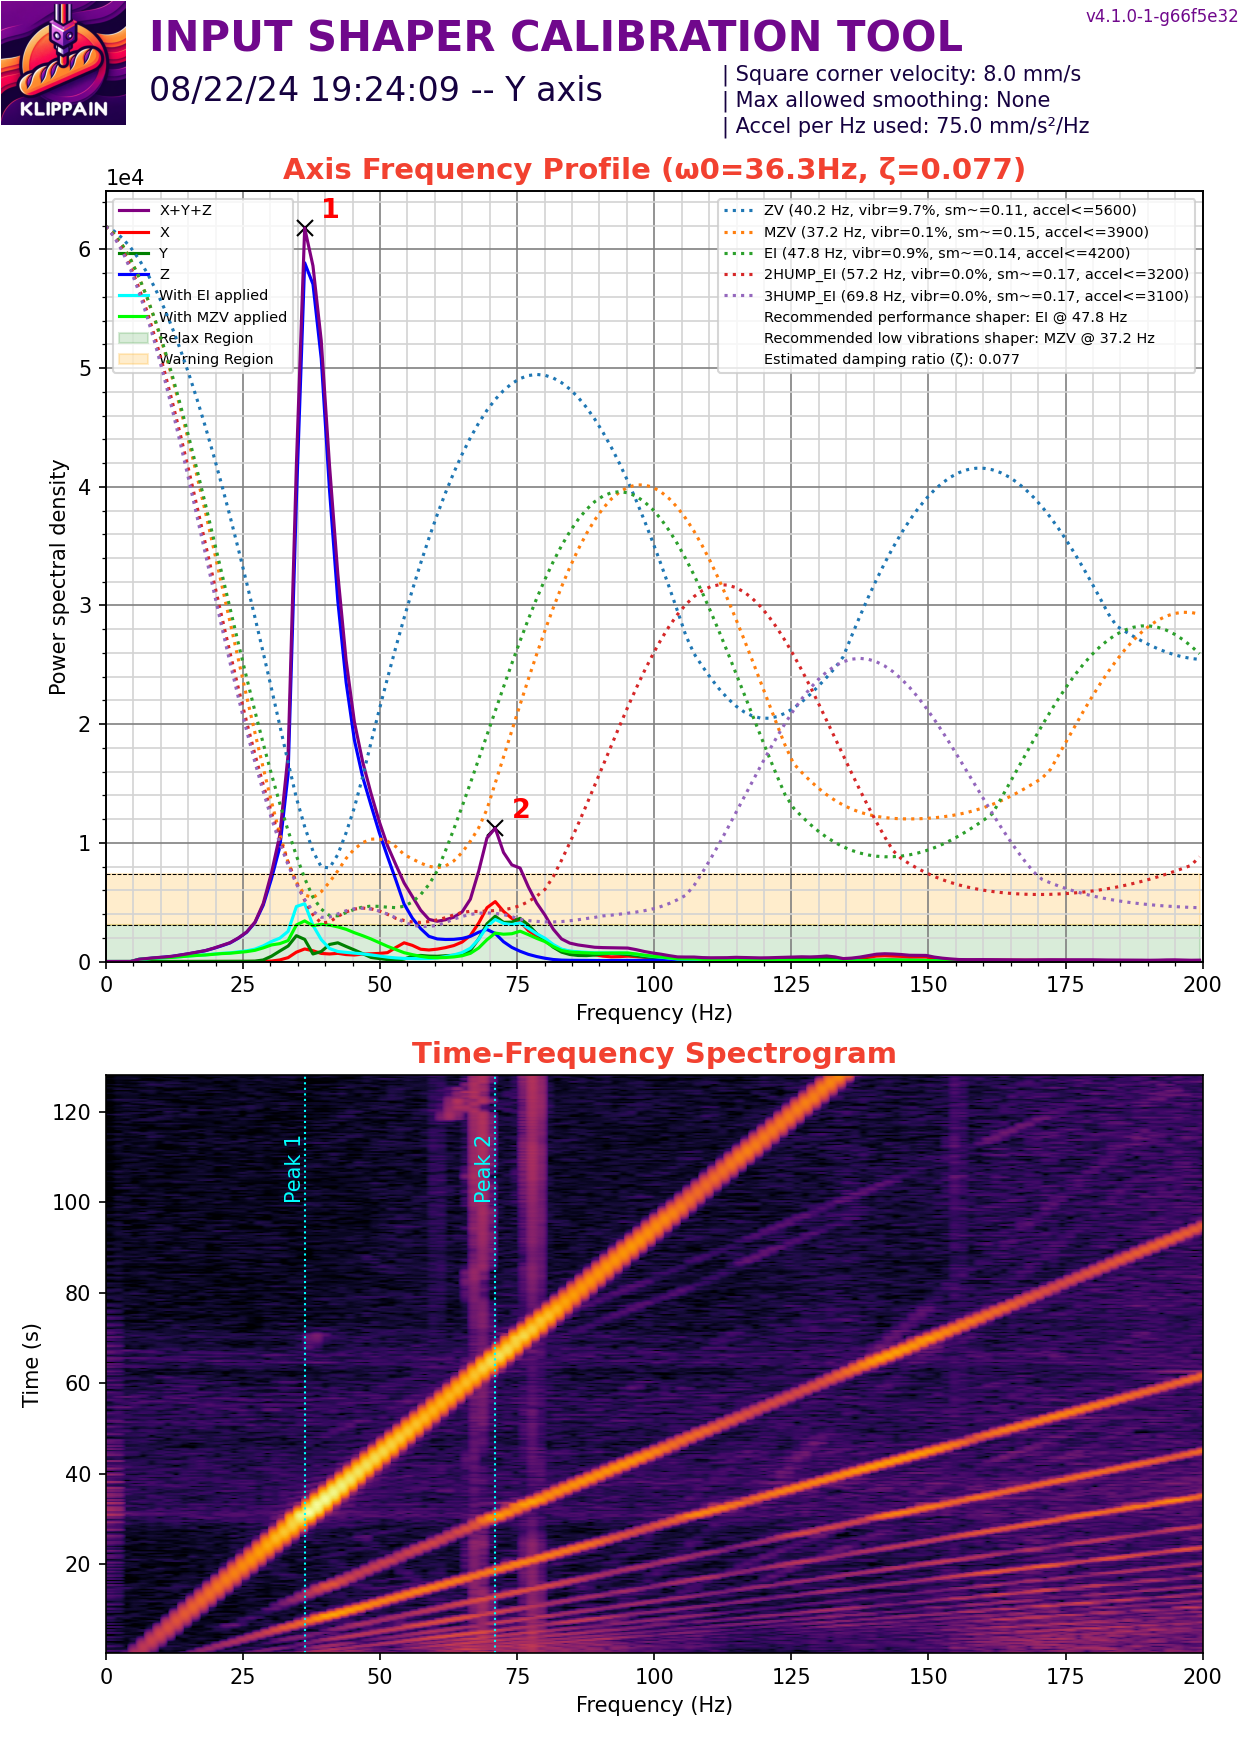 v4.1.0-1-g66f5e32
INPUT SHAPER CALIBRATION TOOL
08/22/24 19:24:09 -- Y axis
| Square corner velocity: 8.0 mm/s
| Max allowed smoothing: None
| Accel per Hz used: 75.0 mm/s²/Hz
KLIPPAIN
Axis Frequency Profile (ω0=36.3Hz, ζ=0.077)
1e4
X+Y+Z
X
Y
Z
With EI applied
With MZV applied
Relax Region
Warning Region
ZV (40.2 Hz, vibr=9.7%, sm~=0.11, accel<=5600)
MZV (37.2 Hz, vibr=0.1%, sm~=0.15, accel<=3900)
EI (47.8 Hz, vibr=0.9%, sm~=0.14, accel<=4200)
2HUMP_EI (57.2 Hz, vibr=0.0%, sm~=0.17, accel<=3200)
3HUMP_EI (69.8 Hz, vibr=0.0%, sm~=0.17, accel<=3100)
Recommended performance shaper: EI @ 47.8 Hz
Recommended low vibrations shaper: MZV @ 37.2 Hz
Estimated damping ratio (ζ): 0.077
1
2
Power spectral density
6
5
4
3
2
1
0
0 25 50 75 100 125 150 175 200
Frequency (Hz)
Time-Frequency Spectrogram
Peak 1
Peak 2
Time (s)
120
100
80
60
40
20
0 25 50 75 100 125 150 175 200
Frequency (Hz)